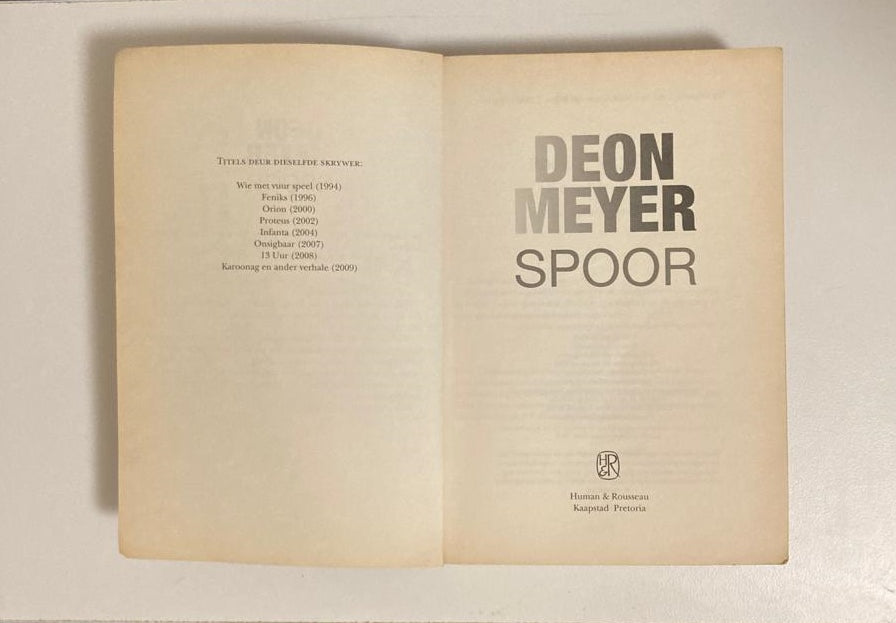 TITELS DEUR DIESELFDE SKRYWER:
Wie met vuur speel (1994)
Feniks (1996)
Orion (2000)
Proteus (2002)
Infanta (2004)
Onsigbaar (2007)
13 Uur (2008)
Karoonag en ander verhale (2009)
DEON
MEYER
SPOOR
H&R
Human & Rousseau
Kaapstad Pretoria